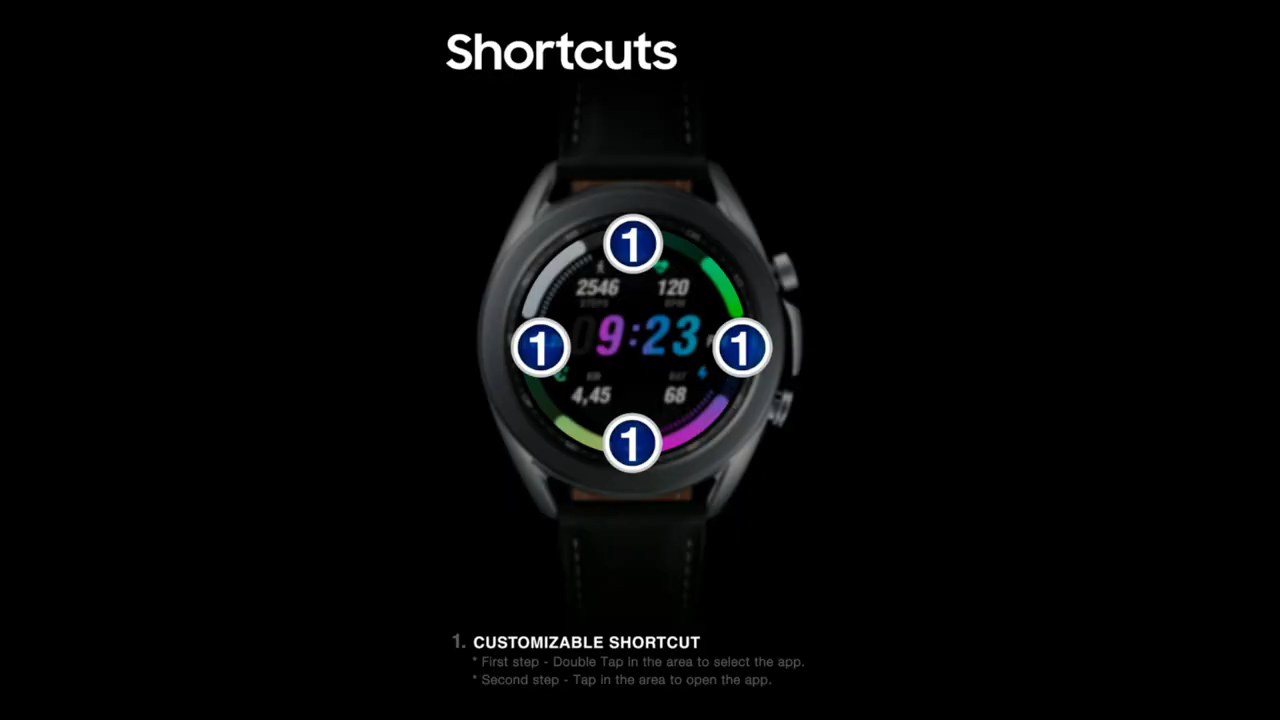 Shortcuts
1
2546 120
STEPS BPM
9:23
1 1
KM BAT
4,45 68
1
1. CUSTOMIZABLE SHORTCUT
* First step - Double Tap in the area to select the app.
* Second step - Tap in the area to open the app.